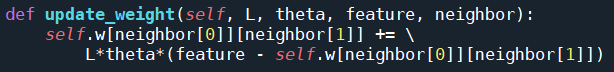 def update_weight(self, L, theta, feature, neighbor):
    self.w[neighbor[0]][neighbor[1]] += \
        L*theta*(feature - self.w[neighbor[0]][neighbor[1]])